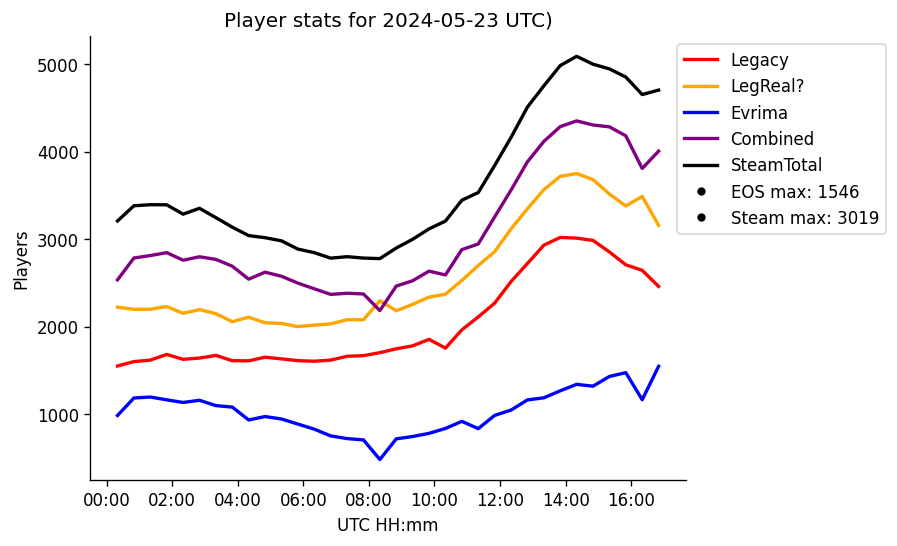 Player stats for 2024-05-23 UTC)
Players
5000
4000
3000
2000
1000
00:00 02:00 04:00 06:00 08:00 10:00 12:00 14:00 16:00
UTC HH:mm
Legacy
LegReal?
Evrima
Combined
SteamTotal
EOS max: 1546
Steam max: 3019